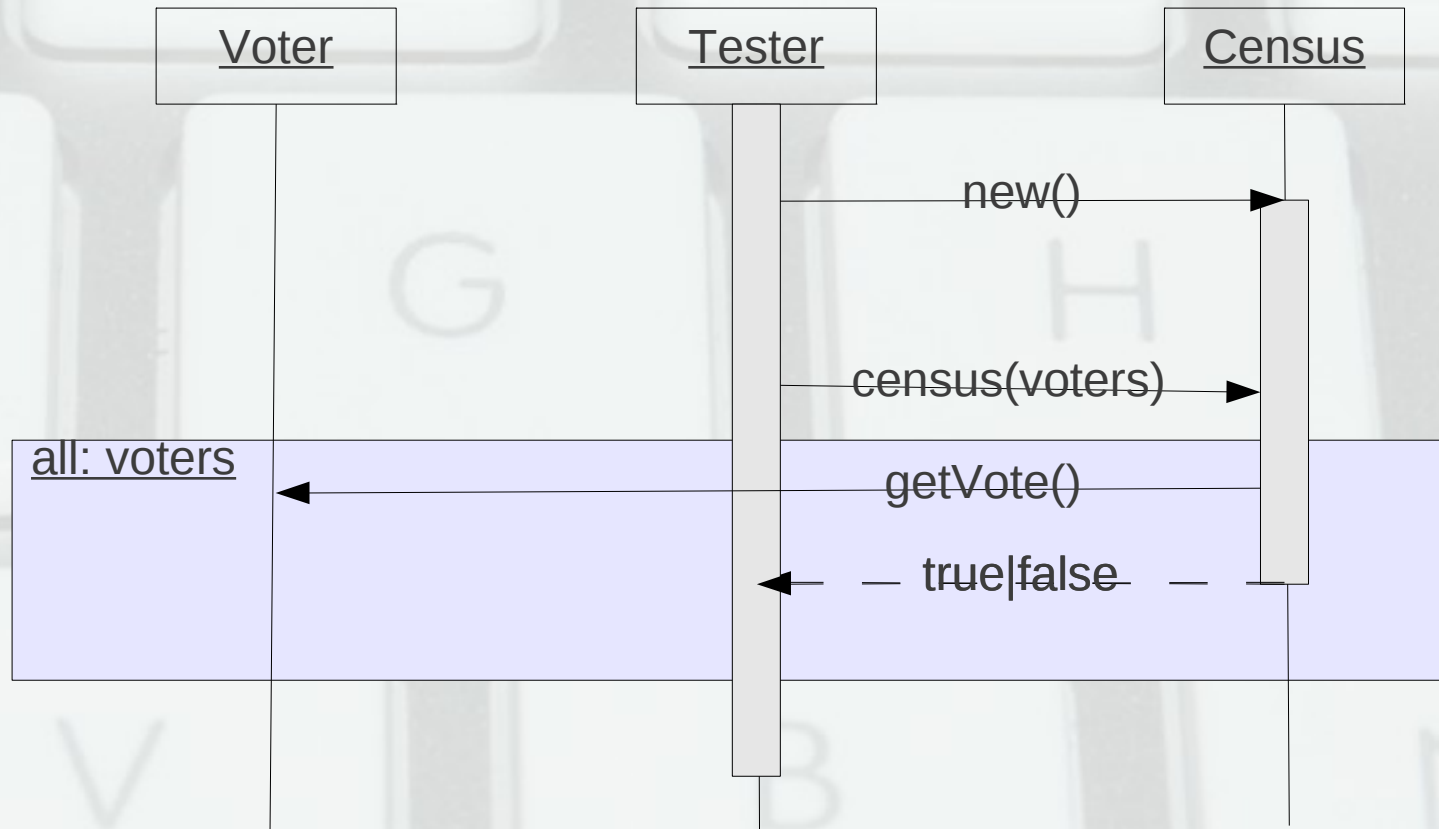 Voter
Tester
Census
new()
G
H
census(voters)
all: voters
getVote()
true|false
V
B